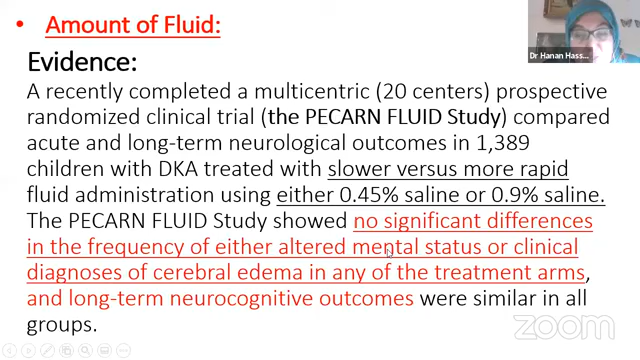 • Amount of Fluid:
Dr Hanan Hass...
Evidence:
A recently completed a multicentric (20 centers) prospective
randomized clinical trial (the PECARN FLUID Study) compared
acute and long-term neurological outcomes in 1,389
children with DKA treated with slower versus more rapid
fluid administration using either 0.45% saline or 0.9% saline.
The PECARN FLUID Study showed no significant differences
in the frequency of either altered mental status or clinical
diagnoses of cerebral edema in any of the treatment arms,
and long-term neurocognitive outcomes were similar in all
groups.
zoom